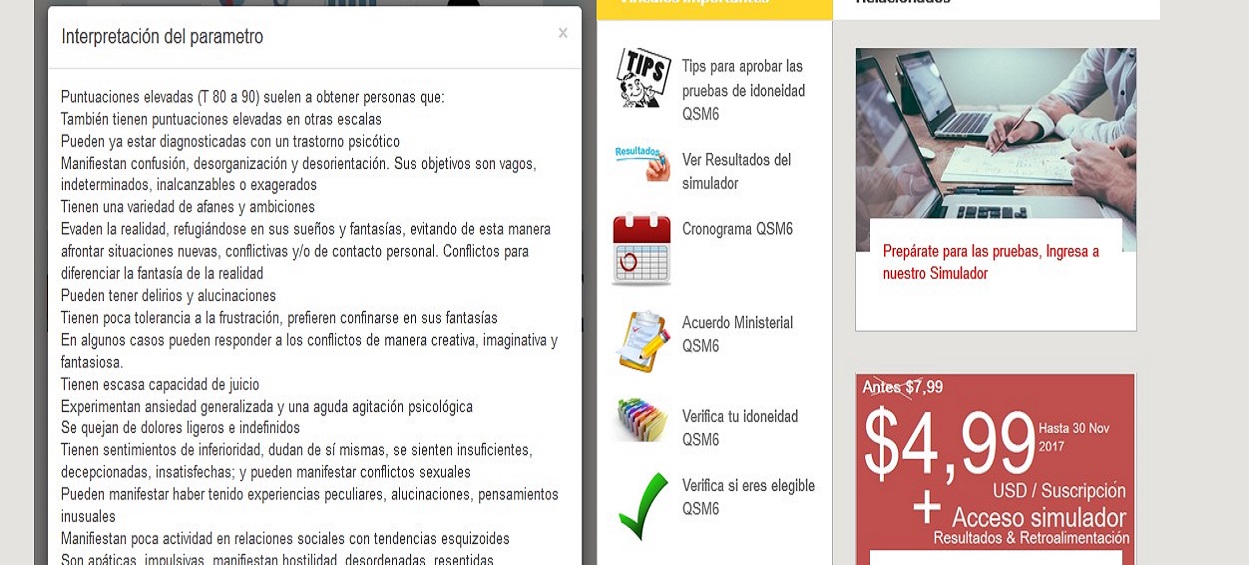 Interpretación del parametro
x
Puntuaciones elevadas (T 80 a 90) suelen a obtener personas que:
También tienen puntuaciones elevadas en otras escalas
Pueden ya estar diagnosticadas con un trastorno psicótico
Manifiestan confusión, desorganización y desorientación. Sus objetivos son vagos,
indeterminados, inalcanzables o exagerados
Tienen una variedad de afanes y ambiciones
Evaden la realidad, refugiándose en sus sueños y fantasías, evitando de esta manera
afrontar situaciones nuevas, conflictivas y/o de contacto personal. Conflictos para
diferenciar la fantasía de la realidad
Pueden tener delirios y alucinaciones
Tienen poca tolerancia a la frustración, prefieren confinarse en sus fantasías
En algunos casos pueden responder a los conflictos de manera creativa, imaginativa y
fantasiosa.
Tienen escasa capacidad de juicio
Experimentan ansiedad generalizada y una aguda agitación psicológica
Se quejan de dolores ligeros e indefinidos
Tienen sentimientos de inferioridad, dudan de sí mismas, se sienten insuficientes,
decepcionadas, insatisfechas; y pueden manifestar conflictos sexuales
Pueden manifestar haber tenido experiencias peculiares, alucinaciones, pensamientos
inusuales
Manifiestan poca actividad en relaciones sociales con tendencias esquizoides
Son apáticas, impulsivas, manifiestan hostilidad, desordenadas, resentidas
Vínculos Importantes
TIPS
Tips para aprobar las
pruebas de idoneidad
QSM6
Resultados
Ver Resultados del
simulador
Cronograma QSM6
Acuerdo Ministerial
QSM6
Verifica tu idoneidad
QSM6
Verifica si eres elegible
QSM6
Relacionados
Prepárate para las pruebas, Ingresa a
nuestro Simulador
Antes $7,99
$4,99
Hasta 30 Nov
2017
USD / Suscripción
+ Acceso simulador
Resultados & Retroalimentación